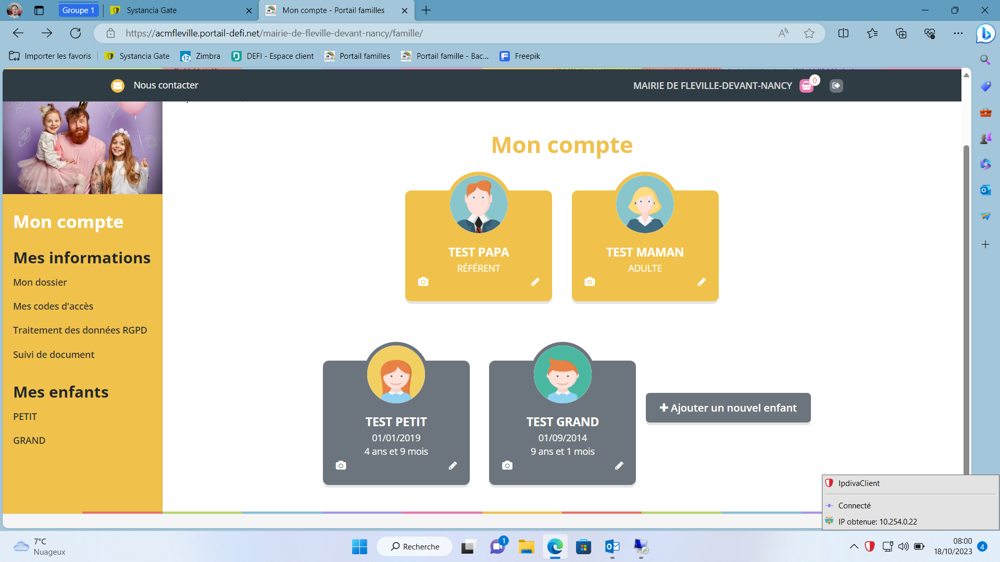 Groupe 1
Systancia Gate
Mon compte - Portail familles
https://acmfleville.portail-defi.net/mairie-de-fleville-devant-nancy/famille/
Importer les favoris
Systancia Gate
Zimbra
DEFI - Espace client
Portail familles
Portail famille - Bac...
Freepik
Nous contacter
MAIRIE DE FLEVILLE-DEVANT-NANCY
0
Mon compte
Mes informations
Mon dossier
Mes codes d'accès
Traitement des données RGPD
Suivi de document
Mes enfants
PETIT
GRAND
Mon compte
TEST PAPA
RÉFÉRENT
TEST MAMAN
ADULTE
TEST PETIT
01/01/2019
4 ans et 9 mois
TEST GRAND
01/09/2014
9 ans et 1 mois
Ajouter un nouvel enfant
IpdivaClient
Connecté
IP obtenue: 10.254.0.22
7°C
Nuageux
Recherche
1
08:00
18/10/2023
4